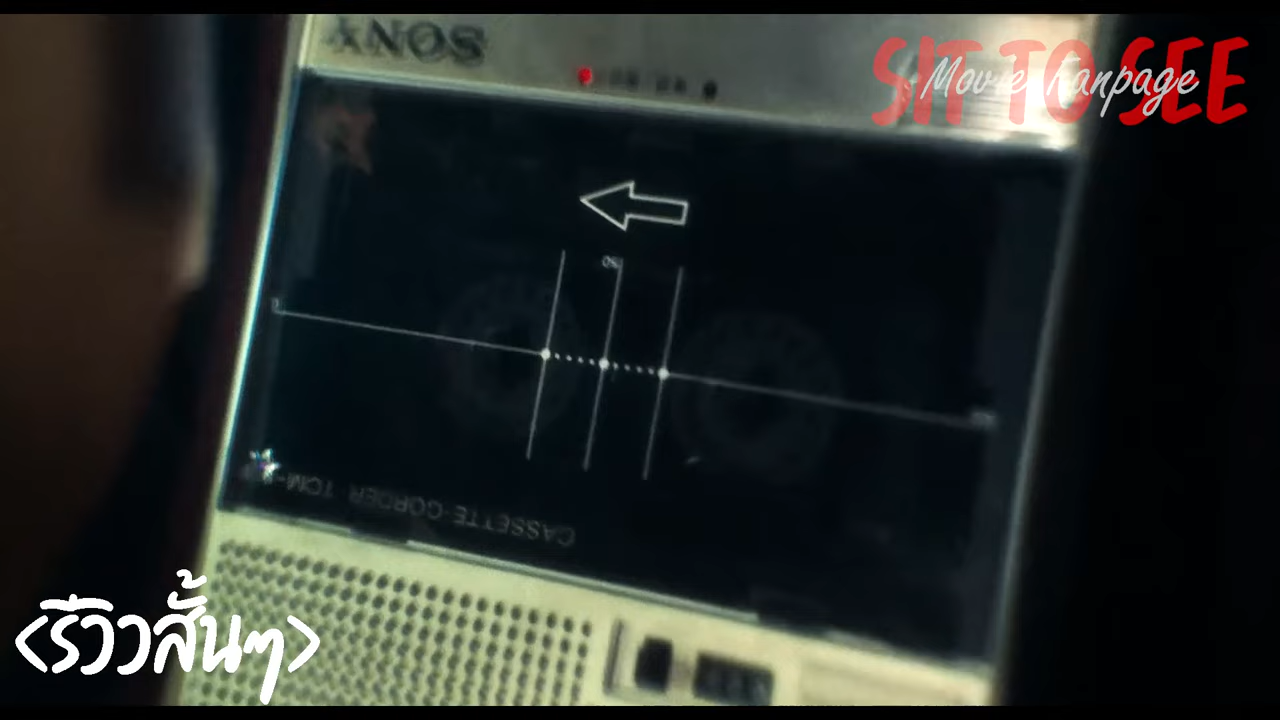 SONY
SIT TO SEE
Movie Fanpage
CASSETTE-CORDER TCM-
<รีวิวสั้นๆ>